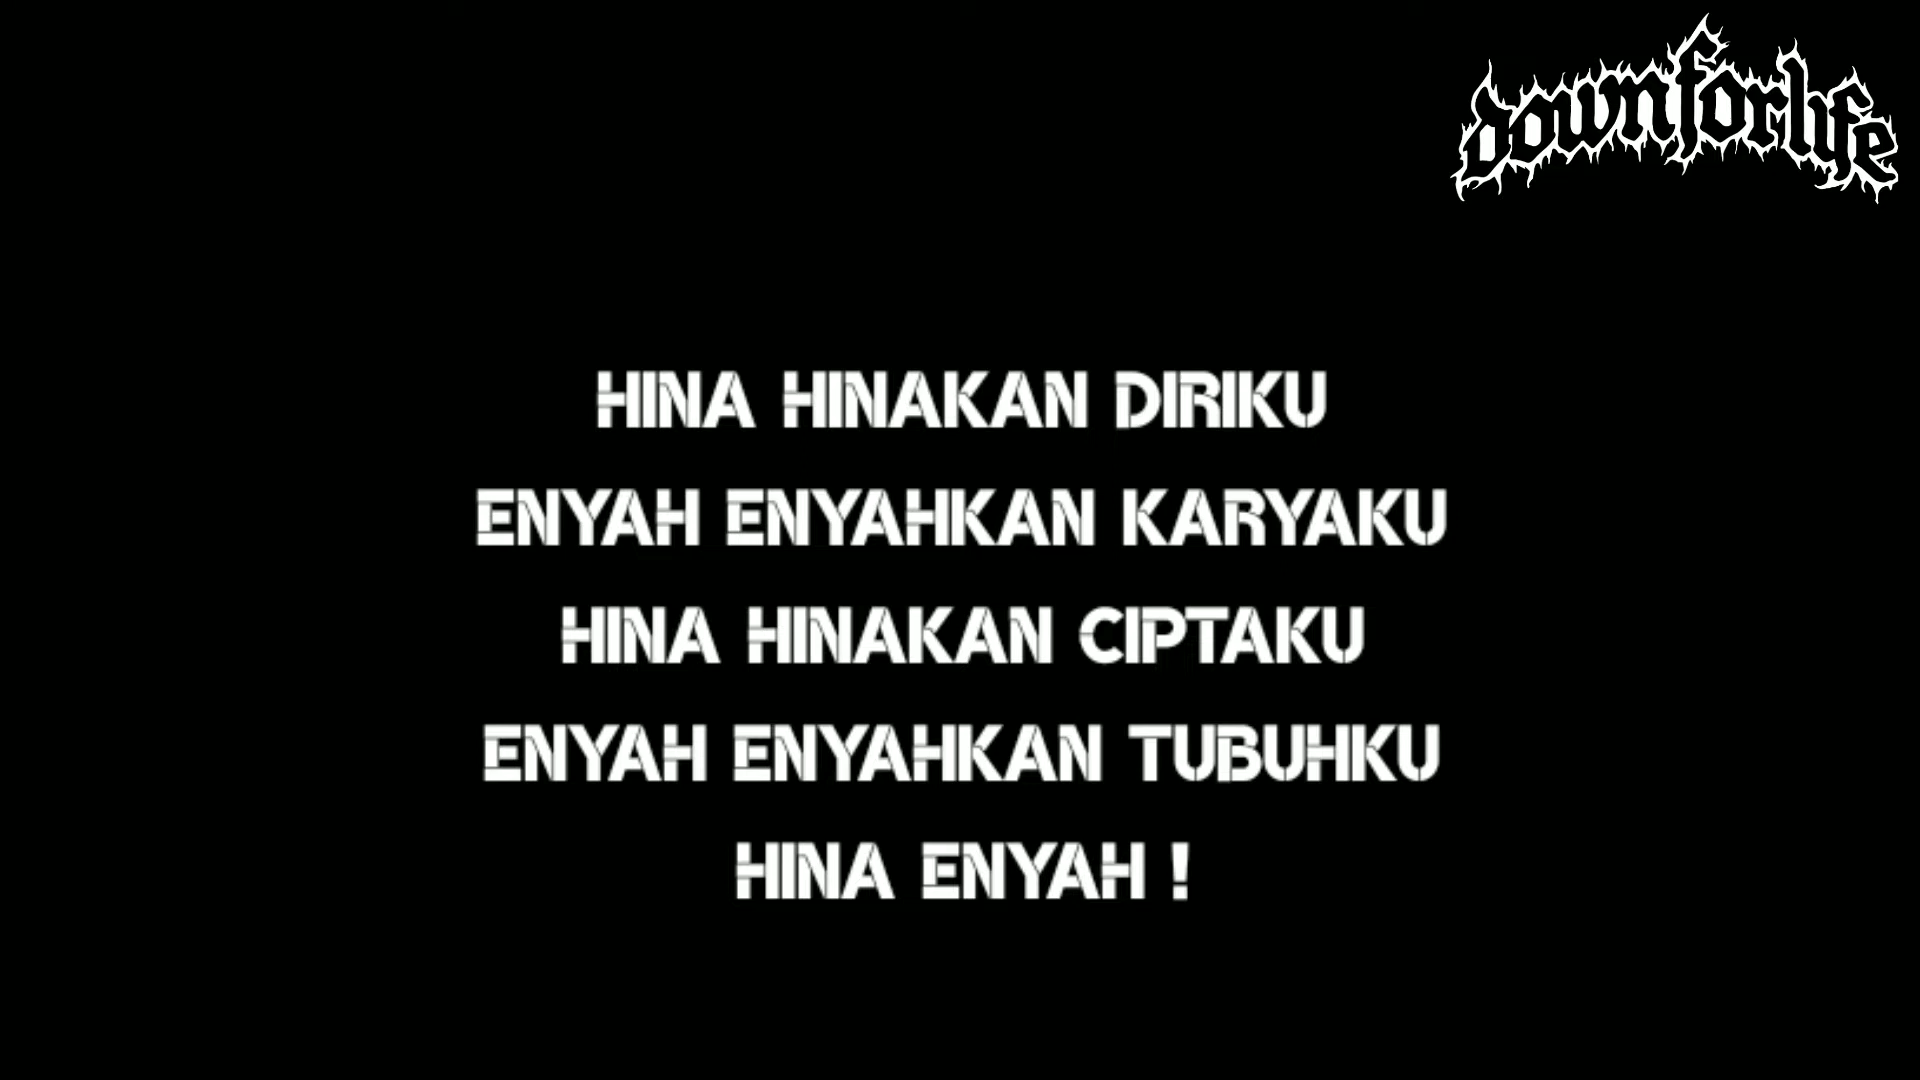 downforlife
HINA HINAKAN DIRIKU
ENYAH ENYAHKAN KARYAKU
HINA HINAKAN CIPTAKU
ENYAH ENYAHKAN TUBUHKU
HINA ENYAH !